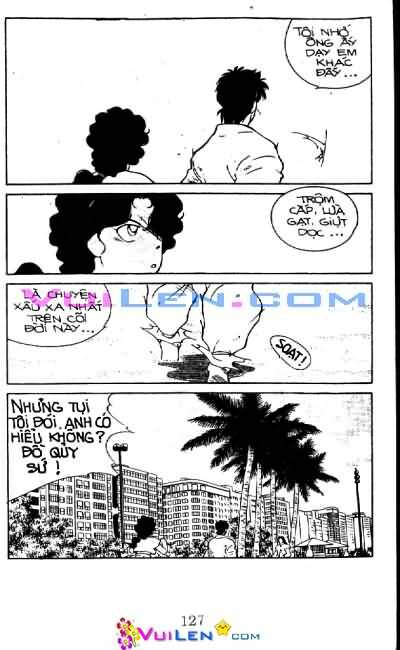 TÔI NHỚ
ÔNG ẤY
DẠY EM
KHÁC
ĐẤY...
TRỘM
CẮP, LỪA
GẠT, GIỰT
DỌC...
LÀ CHUYỆN
XẤU XA NHẤT
TRÊN CÕI
ĐỜI NÀY...
VUILEN.COM
SOẠT!
NHƯNG TỤI
TÔI ĐÓI, ANH CÓ
HIỂU KHÔNG?
ĐỒ QUỶ
SỨ!
127
VUILEN.COM